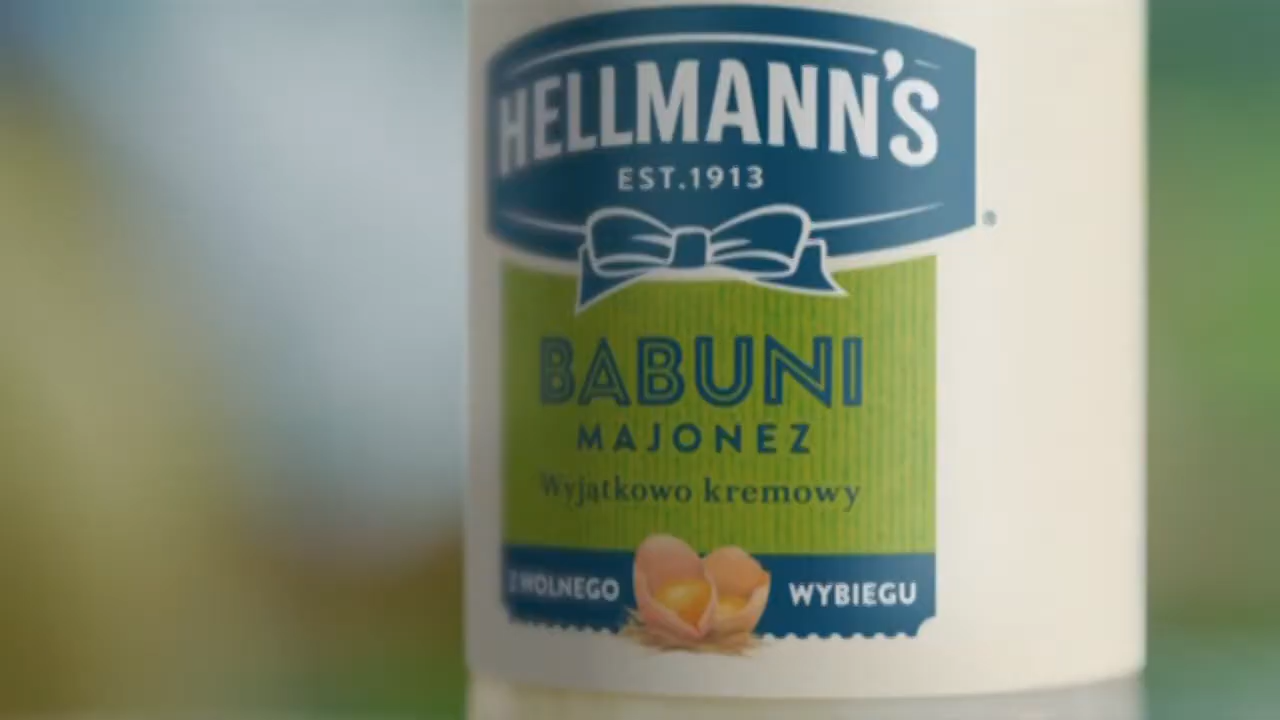 HELLMANN'S
EST.1913
®
BABUNI
MAJONEZ
Wyjątkowo kremowy
Z WOLNEGO WYBIEGU